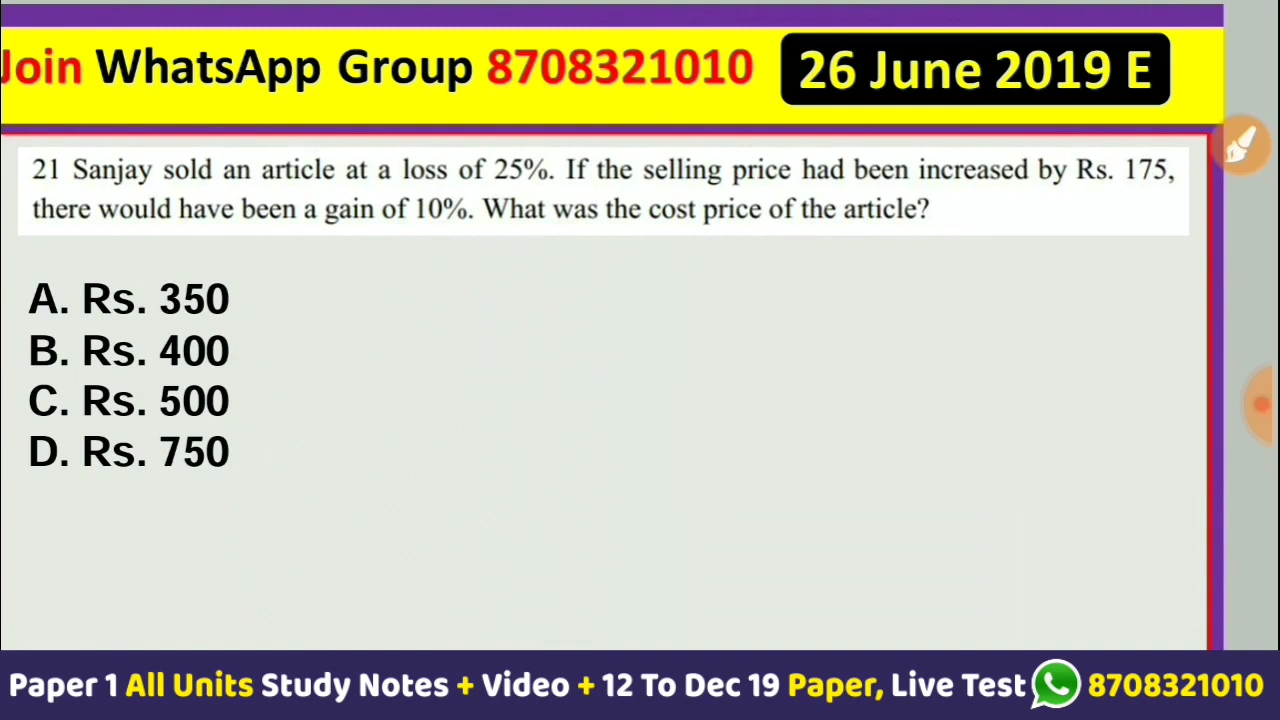 Join WhatsApp Group 8708321010
26 June 2019 E
21 Sanjay sold an article at a loss of 25%. If the selling price had been increased by Rs. 175,
there would have been a gain of 10%. What was the cost price of the article?
A. Rs. 350
B. Rs. 400
C. Rs. 500
D. Rs. 750
Paper 1 All Units Study Notes + Video + 12 To Dec 19 Paper, Live Test 8708321010